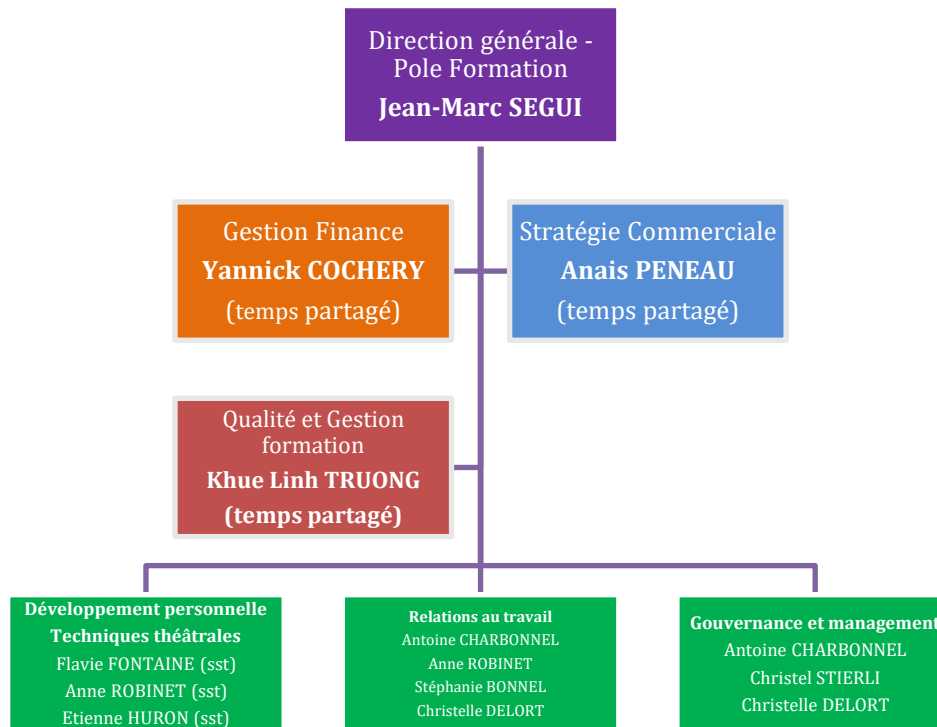 Direction générale -
Pole Formation
Jean-Marc SEGUI
Gestion Finance
Yannick COCHERY
(temps partagé)
Stratégie Commerciale
Anais PENEAU
(temps partagé)
Qualité et Gestion
formation
Khue Linh TRUONG
(temps partagé)
Développement personnelle
Techniques théâtrales
Flavie FONTAINE (sst)
Anne ROBINET (sst)
Etienne HURON (sst)
Relations au travail
Antoine CHARBONNEL
Anne ROBINET
Stéphanie BONNEL
Christelle DELORT
Gouvernance et management
Antoine CHARBONNEL
Christel STIERLI
Christelle DELORT